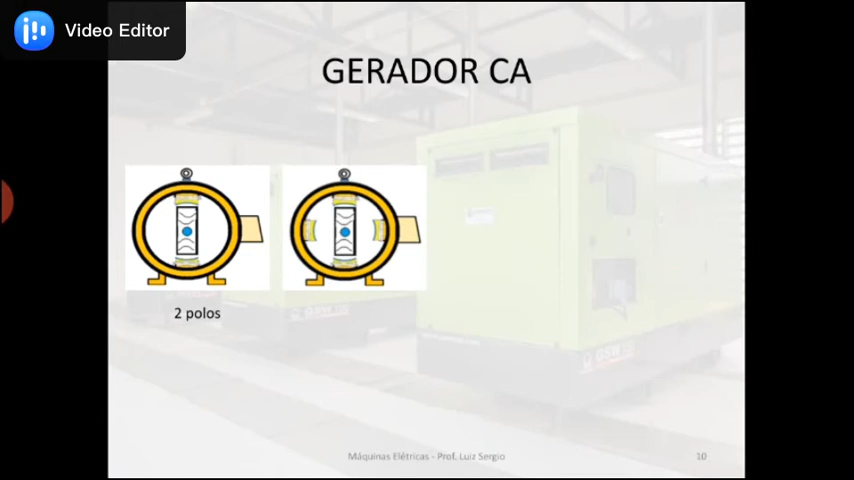 Video Editor
GERADOR CA
2 polos
Máquinas Elétricas - Prof. Luiz Sergio
10